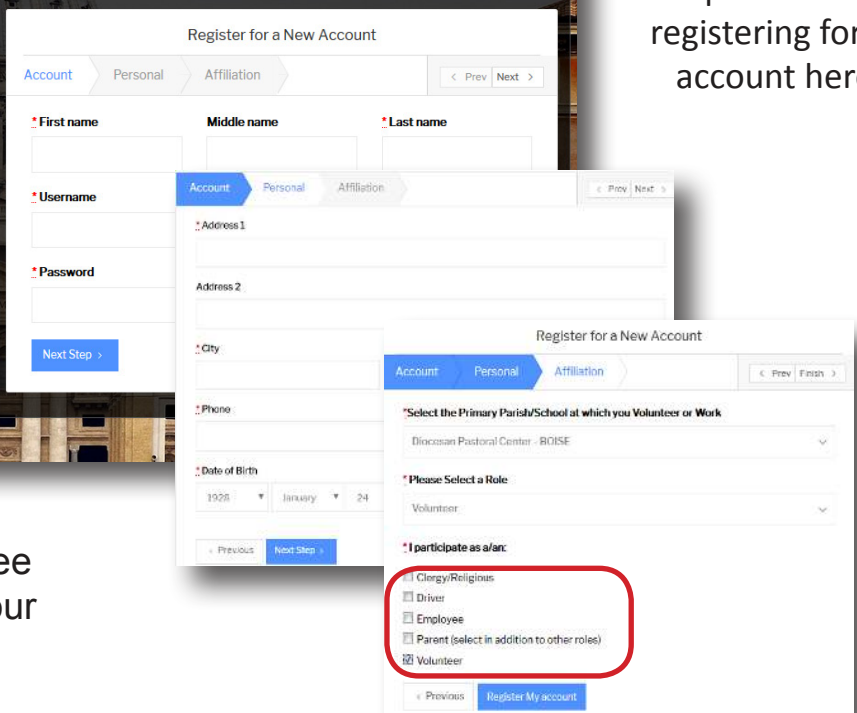 registering for
account here
Register for a New Account
Account Personal Affiliation < Prev Next >
* First name Middle name * Last name
* Username
* Password
Next Step >
Account Personal Affiliation < Prev Next >
* Address 1
Address 2
* City
* Phone
* Date of Birth
1928 January 24
< Previous Next Step >
Register for a New Account
Account Personal Affiliation < Prev Finish >
*Select the Primary Parish/School at which you Volunteer or Work
Diocesan Pastoral Center - BOISE
* Please Select a Role
Volunteer
* I participate as a/an:
Clergy/Religious
Driver
Employee
Parent (select in addition to other roles)
Volunteer
< Previous Register My account